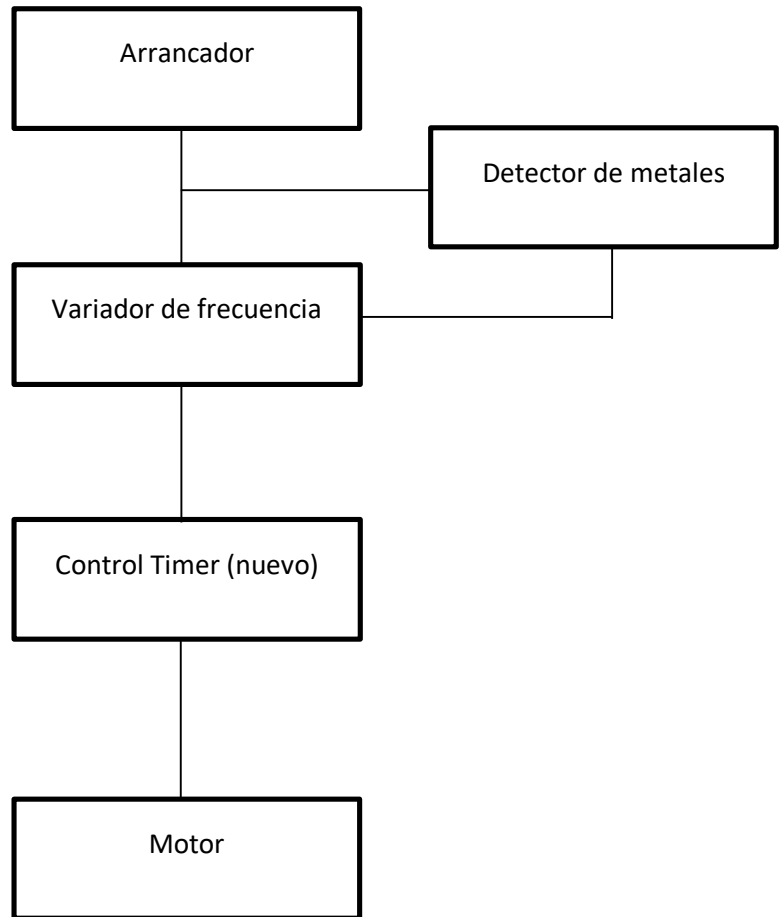 Arrancador
Detector de metales
Variador de frecuencia
Control Timer (nuevo)
Motor